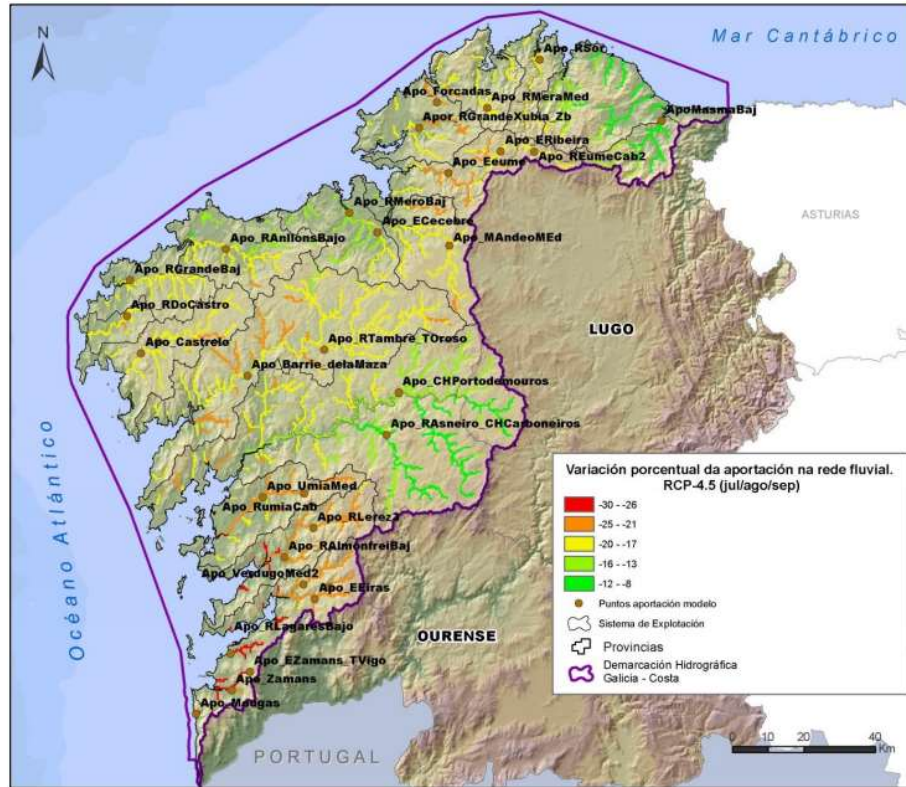 N
Mar Cantábrico
Apo_RSor
Apo_Forcadas
Apo_RMeraMed
Apor_RGrandeXubia_Zb
ApoMasmaBaj
Apo_ERibeira
Apo_Eeume
Apo_REumeCab2
ASTURIAS
Apo_RMeroBaj
Apo_ECecebre
Apo_RAnllonsBajo
Apo_MAndeoMEd
Apo_RGrandeBaj
Apo_RDoCastro
LUGO
Apo_Castrelo
Apo_RTambre_TOroso
Apo_Barrie_delaMaza
Apo_CHPortodemouros
Apo_RAsneiro_CHCarboneiros
Océano Atlántico
Apo_UmiaMed
Apo_RumiaCab
Apo_RLerez2
Apo_RAlmonfreiBaj
Apo_VerdugoMed2
Apo_EEiras
Apo_RLagaresBajo
OURENSE
Apo_EZamans_TVigo
Apo_Zamans
Apo_Mougas
PORTUGAL
Variación porcentual da aportación na rede fluvial.
RCP-4.5 (jul/ago/sep)
-30 - -26
-25 - -21
-20 - -17
-16 - -13
-12 - -8
Puntos aportación modelo
Sistema de Explotación
Provincias
Demarcación Hidrográfica
Galicia - Costa
0 10 20 40
Km